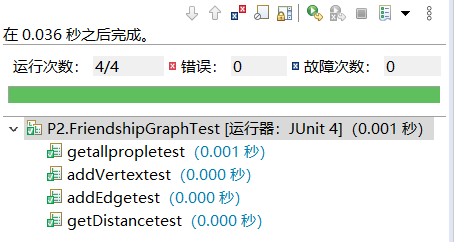 在 0.036 秒之后完成。
运行次数： 4/4 错误： 0 故障次数： 0
P2.FriendshipGraphTest [运行器：JUnit 4]（0.001 秒）
getallpropletest（0.001 秒）
addVertextest（0.000 秒）
addEdgetest（0.000 秒）
getDistancetest（0.000 秒）